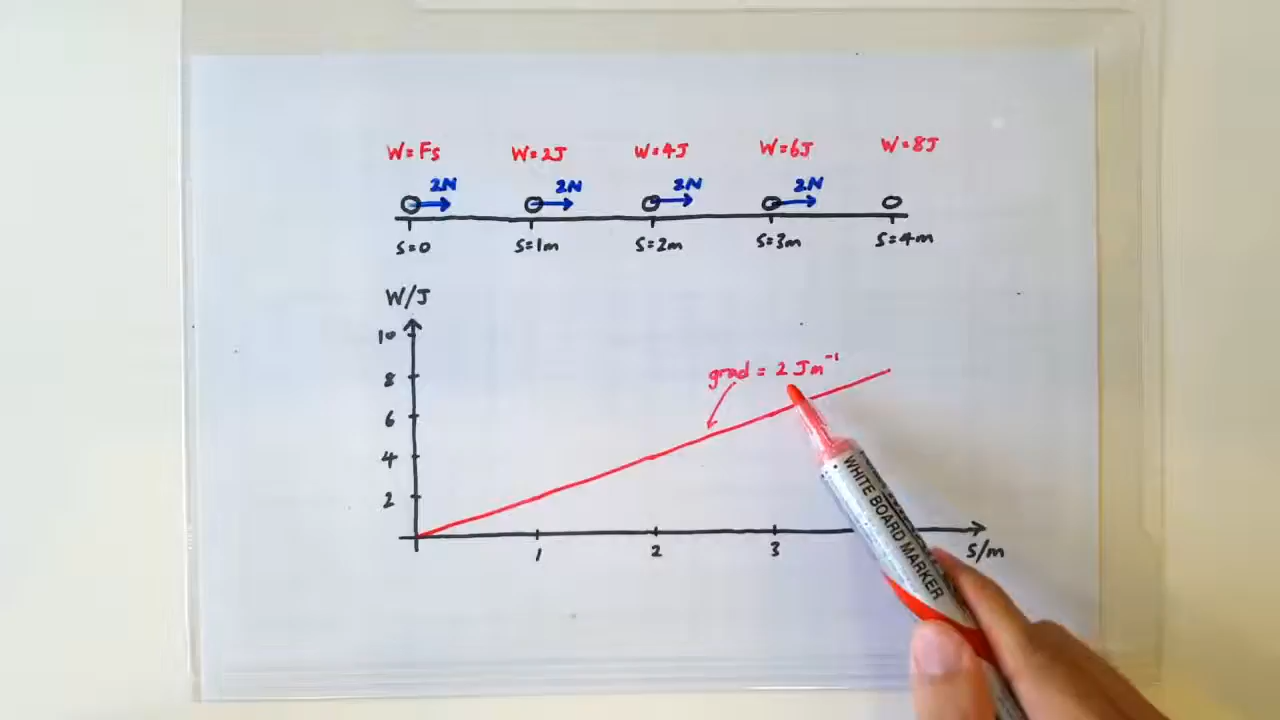 W=Fs W=2J W=4J W=6J W=8J
2N 2N 2N 2N
S=0 S=1m S=2m S=3m S=4m
W/J
10
grad = 2 Jm⁻¹
8
6
4
2
1 2 3 S/m
WHITE BOARD MARKER